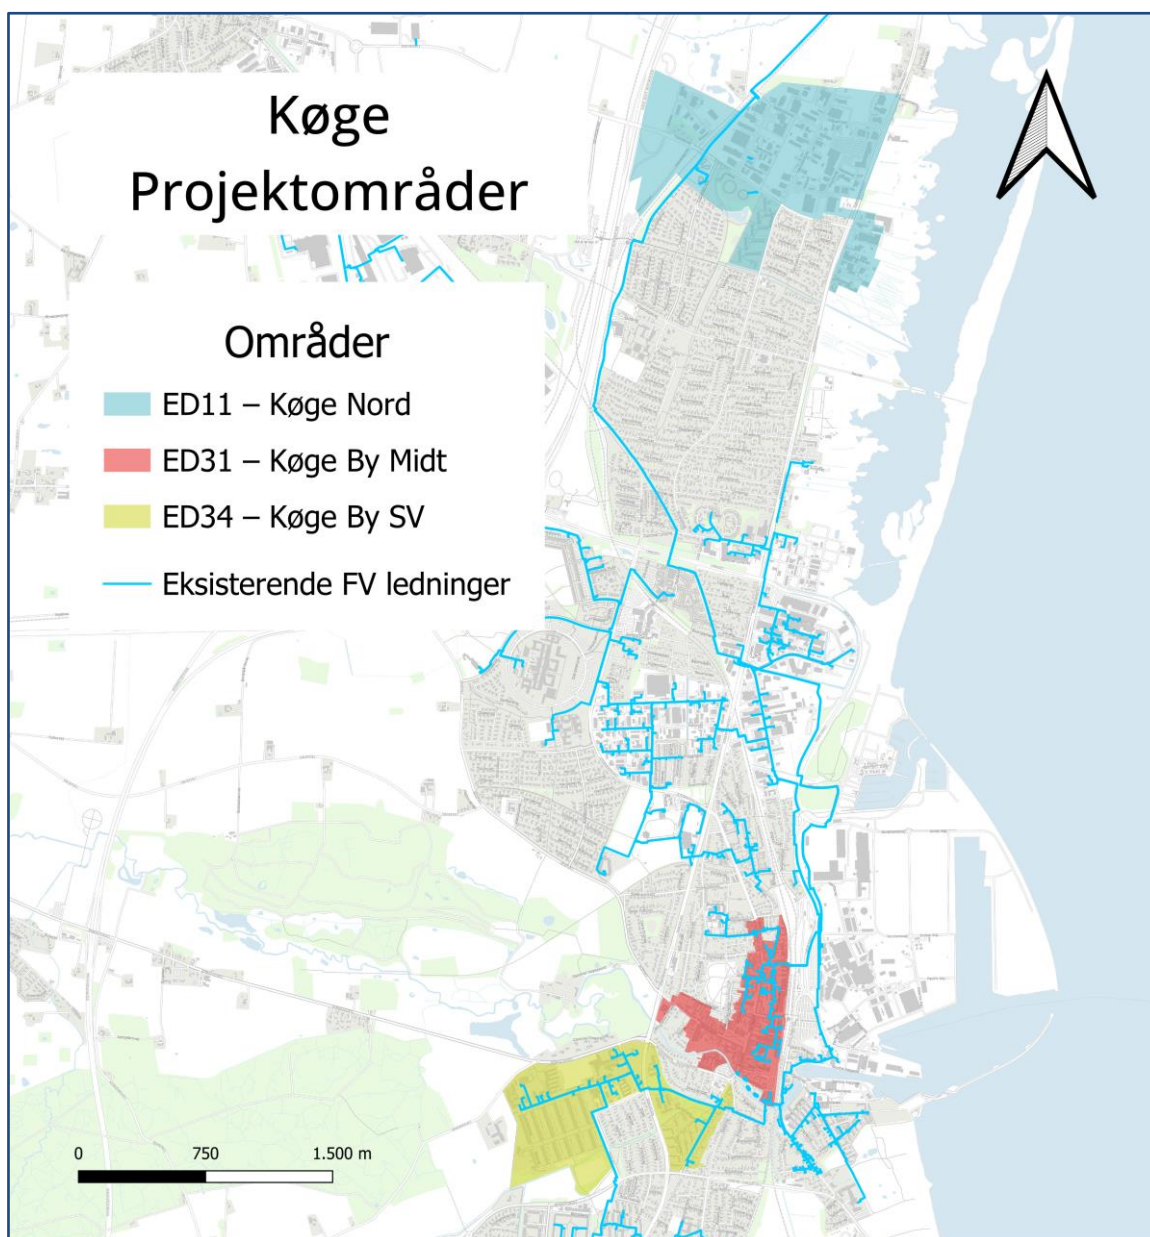 Køge
Projektområder
Områder
ED11 – Køge Nord
ED31 – Køge By Midt
ED34 – Køge By SV
Eksisterende FV ledninger
0 750 1.500 m